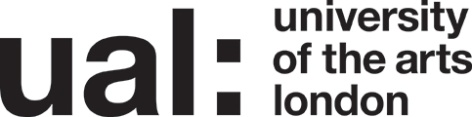 ual:
university
of the arts
london